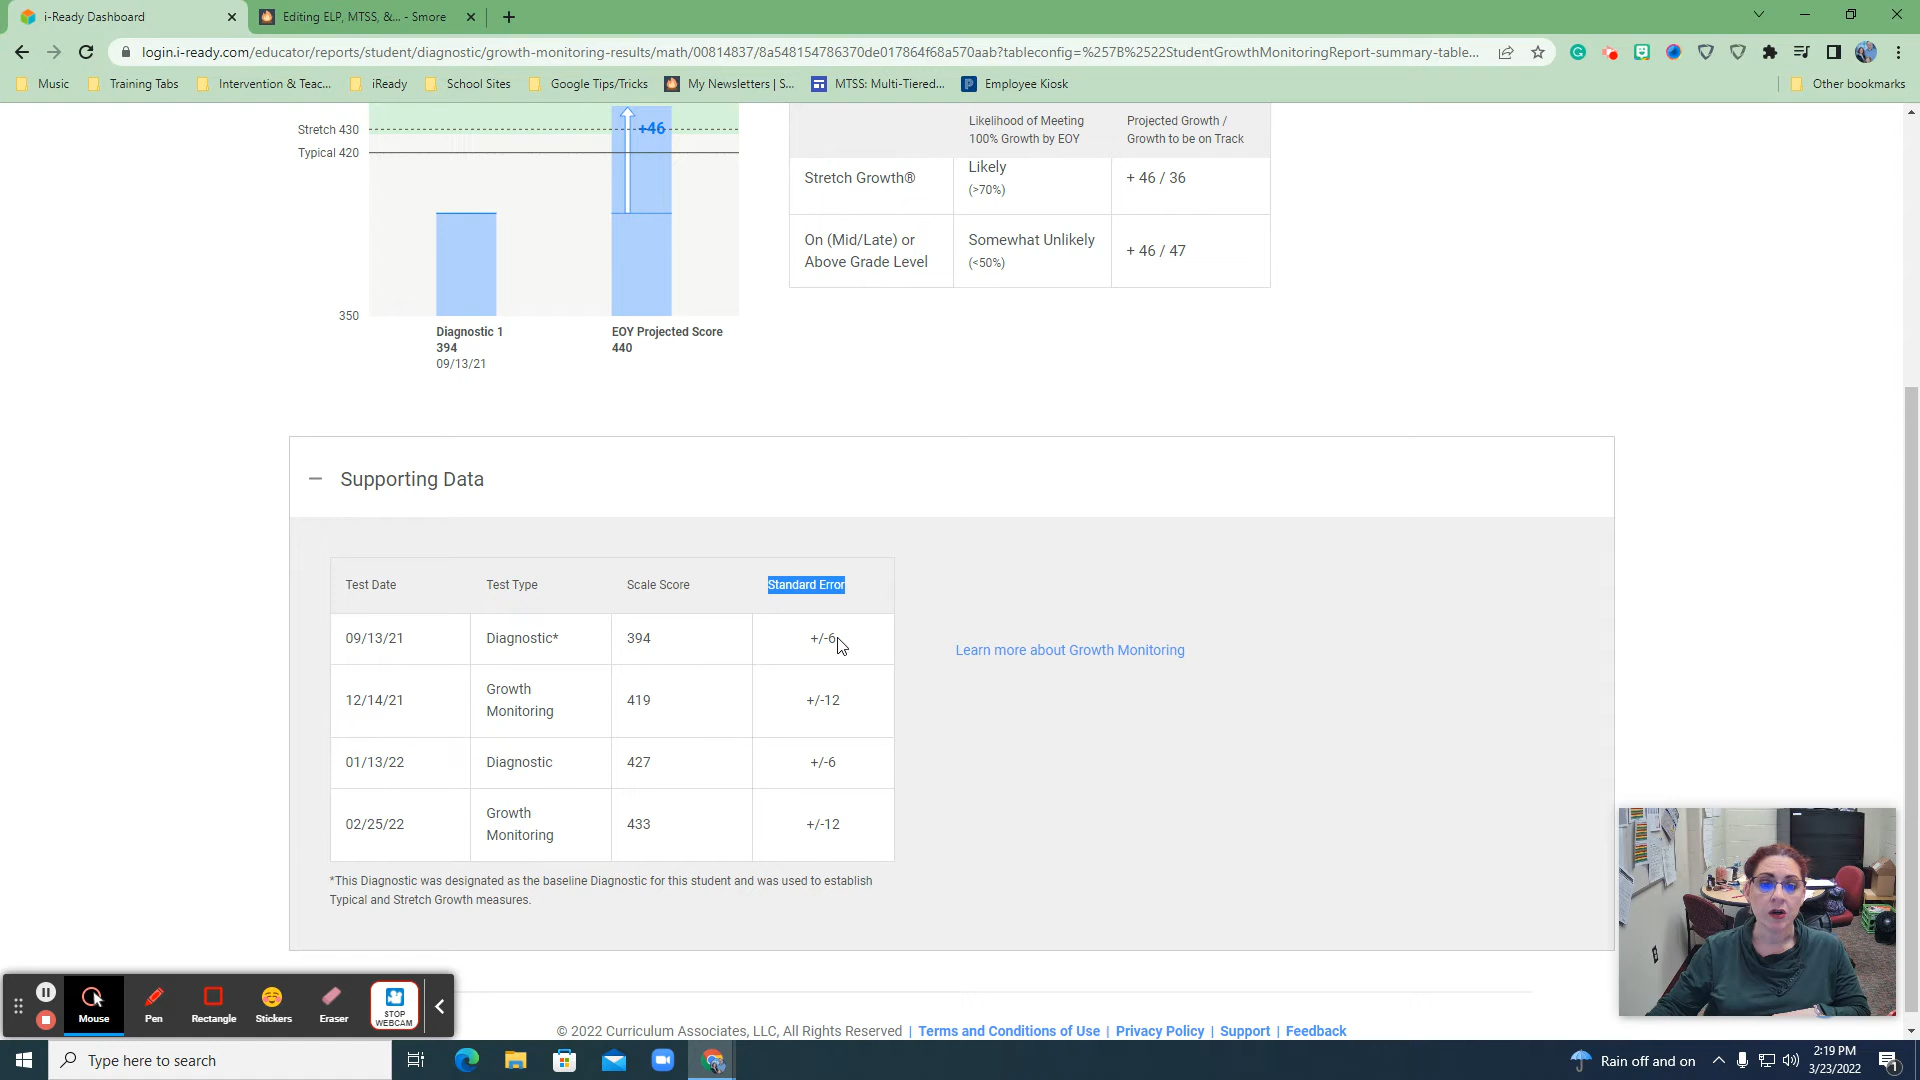 i-Ready Dashboard
Editing ELP, MTSS, &... - Smore
login.i-ready.com/educator/reports/student/diagnostic/growth-monitoring-results/math/00814837/8a548154786370de017864f68a570aab?tableconfig=%257B%2522StudentGrowthMonitoringReport-summary-table...
Music
Training Tabs
Intervention & Teac...
iReady
School Sites
Google Tips/Tricks
My Newsletters | S...
MTSS: Multi-Tiered...
Employee Kiosk
Other bookmarks
Stretch 430
+46
Typical 420
350
Diagnostic 1
394
09/13/21
EOY Projected Score
440
Likelihood of Meeting
100% Growth by EOY
Projected Growth /
Growth to be on Track
Stretch Growth®
Likely
(>70%)
+ 46 / 36
On (Mid/Late) or
Above Grade Level
Somewhat Unlikely
(<50%)
+ 46 / 47
Supporting Data
Test Date
Test Type
Scale Score
Standard Error
09/13/21
Diagnostic*
394
+/-6
12/14/21
Growth
Monitoring
419
+/-12
01/13/22
Diagnostic
427
+/-6
02/25/22
Growth
Monitoring
433
+/-12
Learn more about Growth Monitoring
*This Diagnostic was designated as the baseline Diagnostic for this student and was used to establish
Typical and Stretch Growth measures.
Mouse
Pen
Rectangle
Stickers
Eraser
STOP
WEBCAM
© 2022 Curriculum Associates, LLC, All Rights Reserved | Terms and Conditions of Use | Privacy Policy | Support | Feedback
Type here to search
Rain off and on
2:19 PM
3/23/2022
1